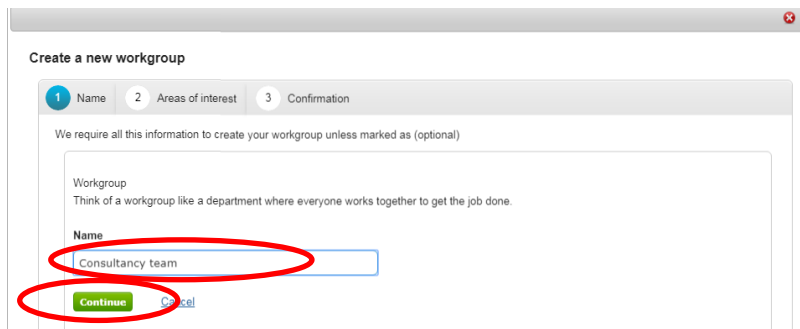 Create a new workgroup
1 Name 2 Areas of interest 3 Confirmation
We require all this information to create your workgroup unless marked as (optional)
Workgroup
Think of a workgroup like a department where everyone works together to get the job done.
Name
Consultancy team
Continue Cancel